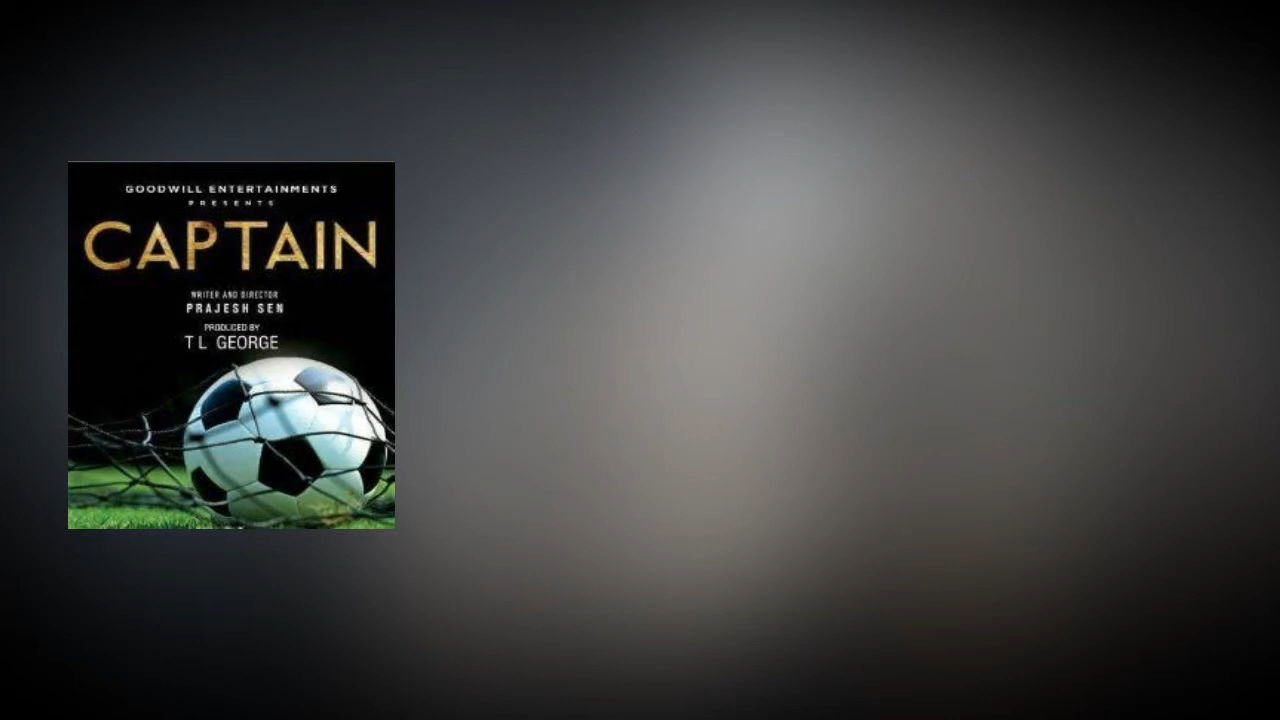 GOODWILL ENTERTAINMENTS
PRESENTS
CAPTAIN
WRITER AND DIRECTOR
PRAJESH SEN
PRODUCED BY
T L GEORGE